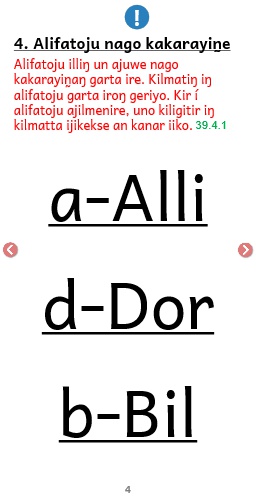 !
4. Alifatoju nago kakarayiŋe
Alifatoju illiŋ un ajuwe nago
kakarayiŋaŋ garta ire. Kilmatiŋ iŋ
alifatoju garta iroŋ geriyo. Kir í
alifatoju ajilmenire, uno kiligitir iŋ
kilmatta ijikekse an kanar iiko. 39.4.1
a-Alli
d-Dor
b-Bil
4